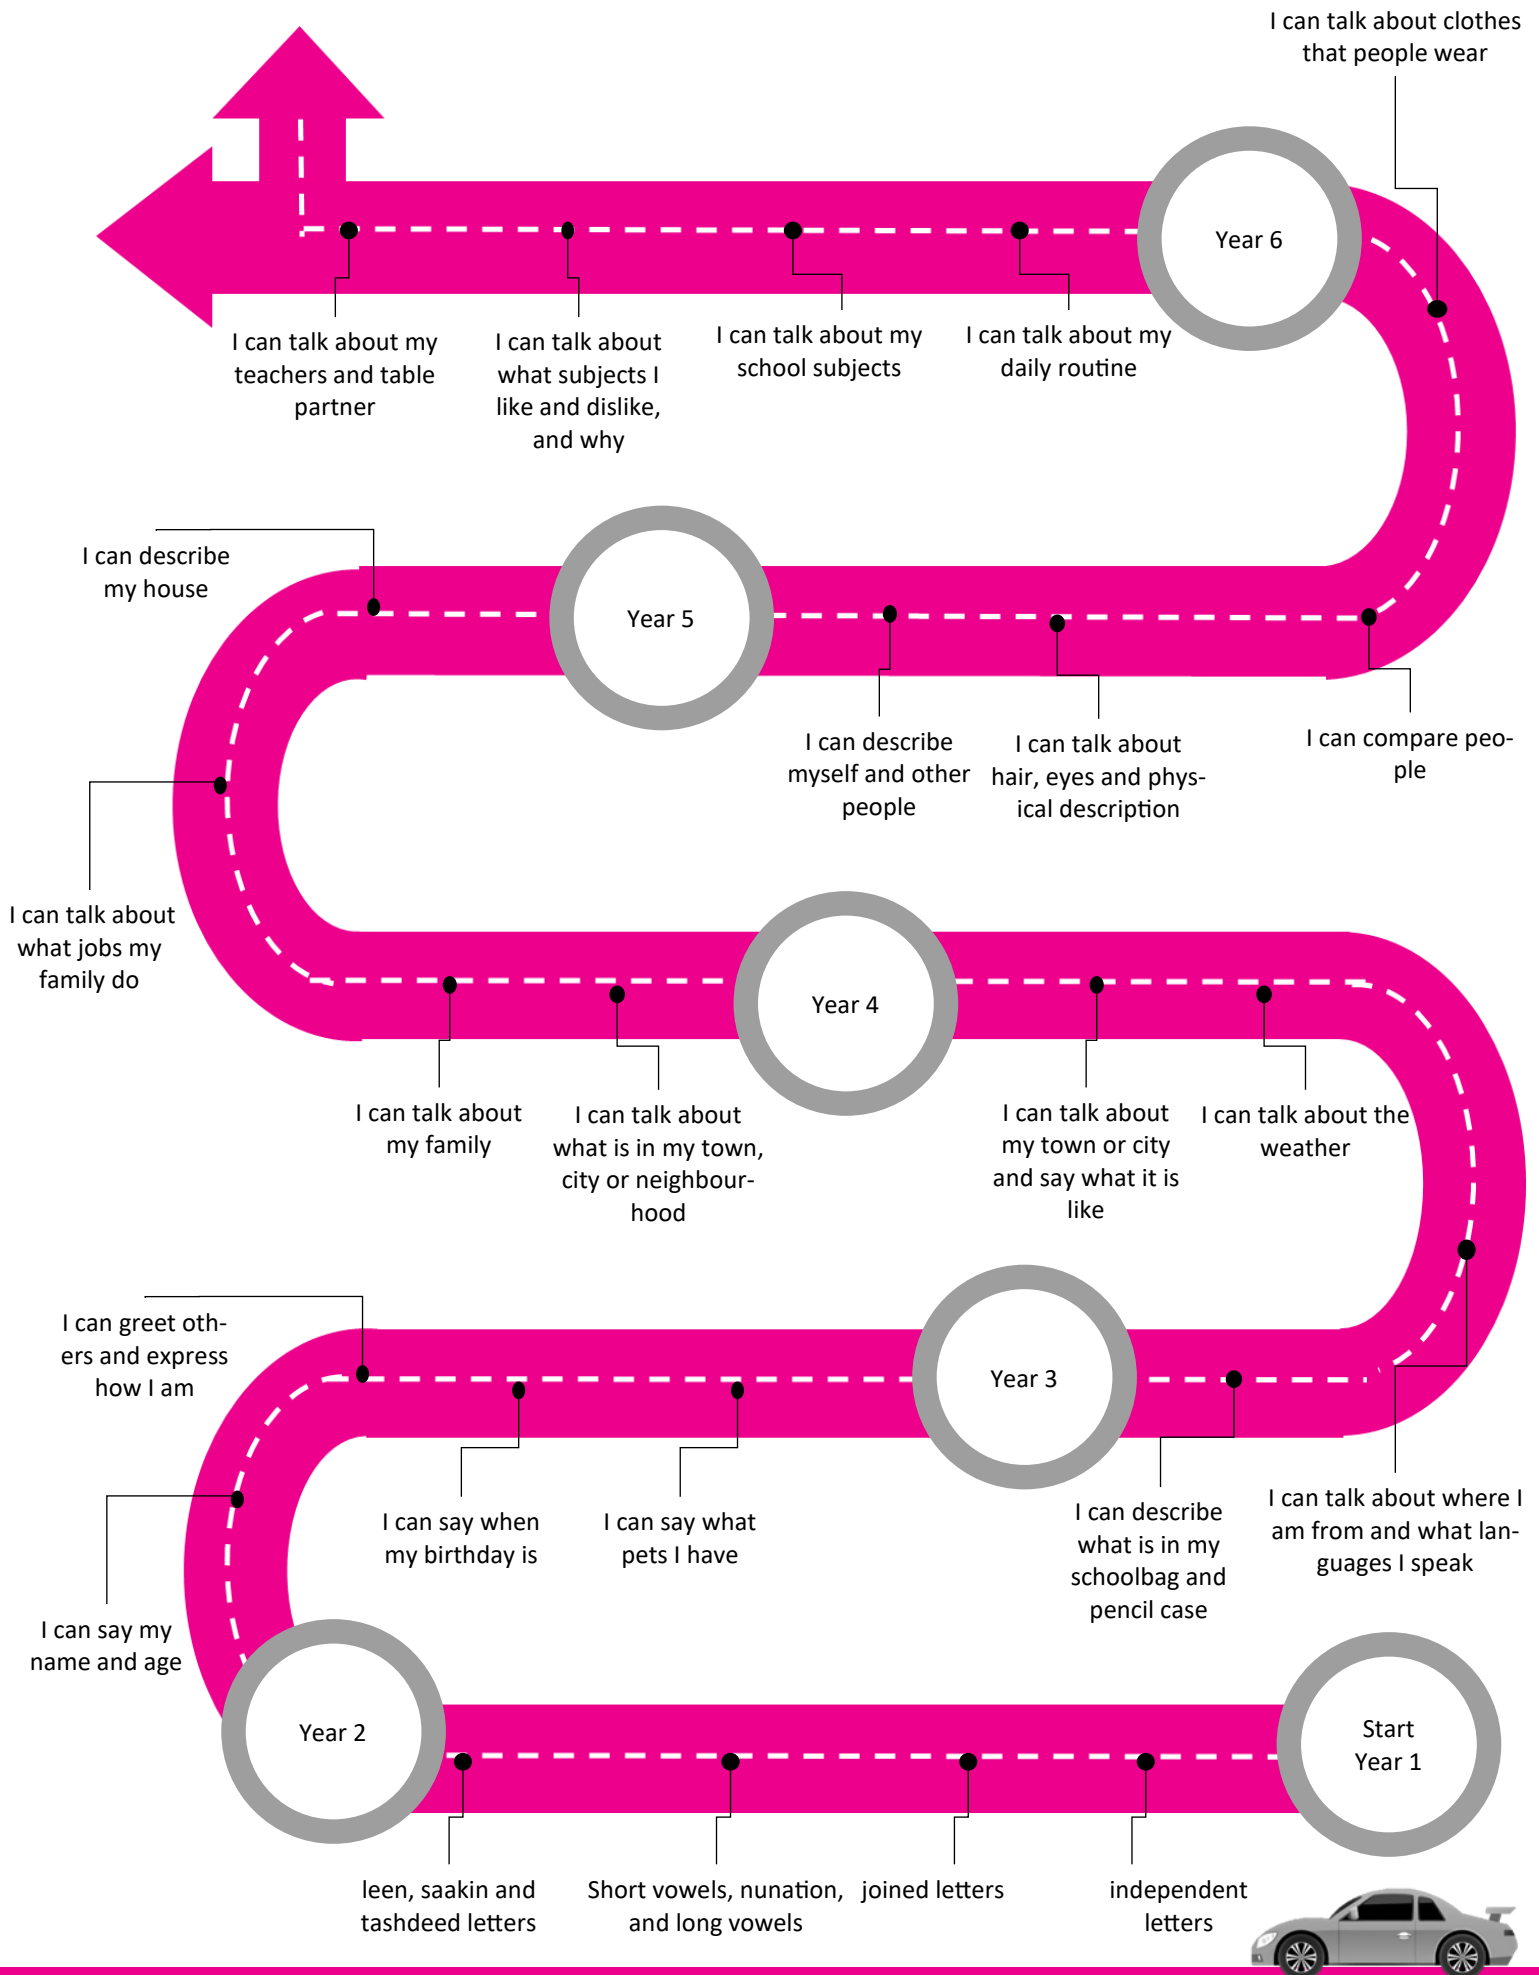 I can talk about clothes
that people wear
Year 6
I can talk about my
teachers and table
partner
I can talk about
what subjects I
like and dislike,
and why
I can talk about my
school subjects
I can talk about my
daily routine
I can describe
my house
Year 5
I can describe
myself and other
people
I can talk about
hair, eyes and phys-
ical description
I can compare peo-
ple
I can talk about
what jobs my
family do
Year 4
I can talk about
my family
I can talk about
what is in my town,
city or neighbour-
hood
I can talk about
my town or city
and say what it is
like
I can talk about the
weather
I can greet oth-
ers and express
how I am
Year 3
I can say when
my birthday is
I can say what
pets I have
I can describe
what is in my
schoolbag and
pencil case
I can talk about where I
am from and what lan-
guages I speak
I can say my
name and age
Year 2
Start
Year 1
leen, saakin and
tashdeed letters
Short vowels, nunation,
and long vowels
joined letters
independent
letters